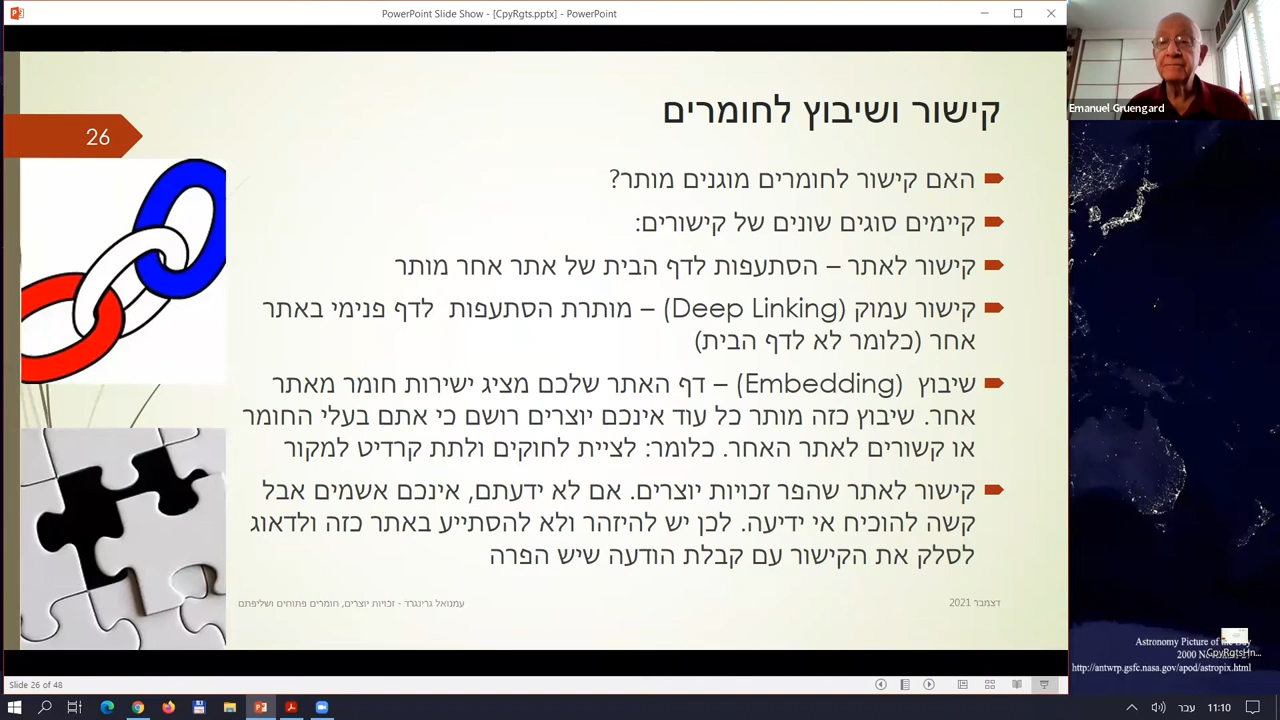 PowerPoint Slide Show - [CpyRgts.pptx] - PowerPoint
Emanuel Gruengard
קישור ושיבוץ לחומרים
26
האם קישור לחומרים מוגנים מותר?
קיימים סוגים שונים של קישורים:
קישור לאתר – הסתעפות לדף הבית של אתר אחר מותר
קישור עמוק (Deep Linking) – מותרת הסתעפות לדף פנימי באתר
אחר (כלומר לא לדף הבית)
שיבוץ (Embedding) – דף האתר שלכם מציג ישירות חומר מאתר
אחר. שיבוץ כזה מותר כל עוד אינכם יוצרים רושם כי אתם בעלי החומר
או קשורים לאתר האחר. כלומר: לציית לחוקים ולתת קרדיט למקור
קישור לאתר שהפר זכויות יוצרים. אם לא ידעתם, אינכם אשמים אבל
קשה להוכיח אי ידיעה. לכן יש להיזהר ולא להסתייע באתר כזה ולדאוג
לסלק את הקישור עם קבלת הודעה שיש הפרה
דצמבר 2021
עמנואל גרינגרד - זכויות יוצרים, חומרים פתוחים ושליפתם
Astronomy Picture of the Day
2000
CpyRgtsHn...
http://antwrp.gsfc.nasa.gov/apod/astropix.html
Slide 26 of 48
עבר
11:10